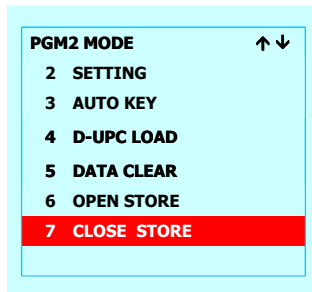 PGM2 MODE ↑↓
2 SETTING
3 AUTO KEY
4 D-UPC LOAD
5 DATA CLEAR
6 OPEN STORE
7 CLOSE STORE